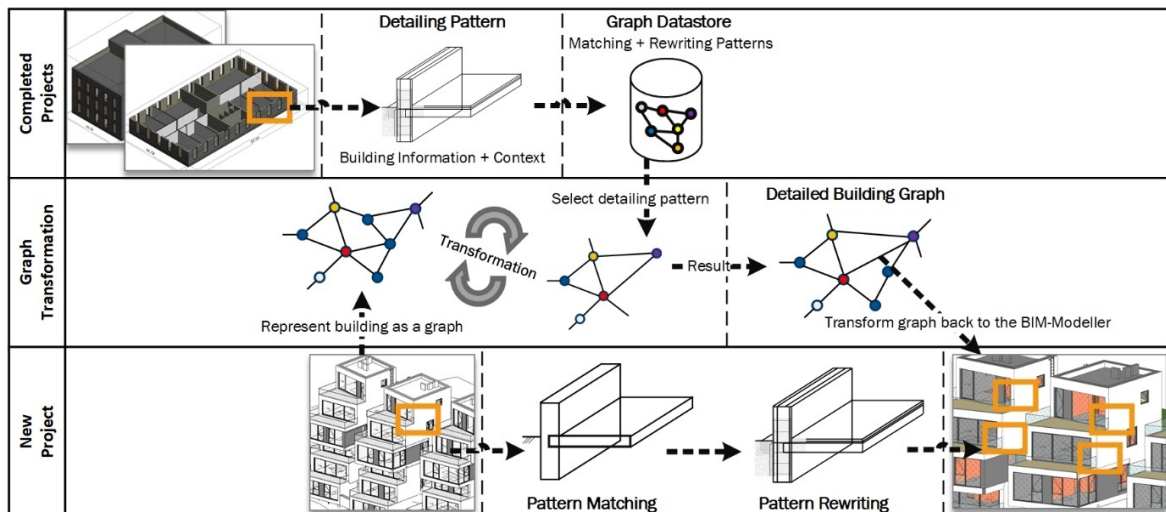 Completed
Projects
Detailing Pattern
Building Information + Context
Graph Datastore
Matching + Rewriting Patterns
Graph
Transformation
Represent building as a graph
Transformation
Select detailing pattern
Result
Detailed Building Graph
Transform graph back to the BIM-Modeller
New
Project
Pattern Matching
Pattern Rewriting